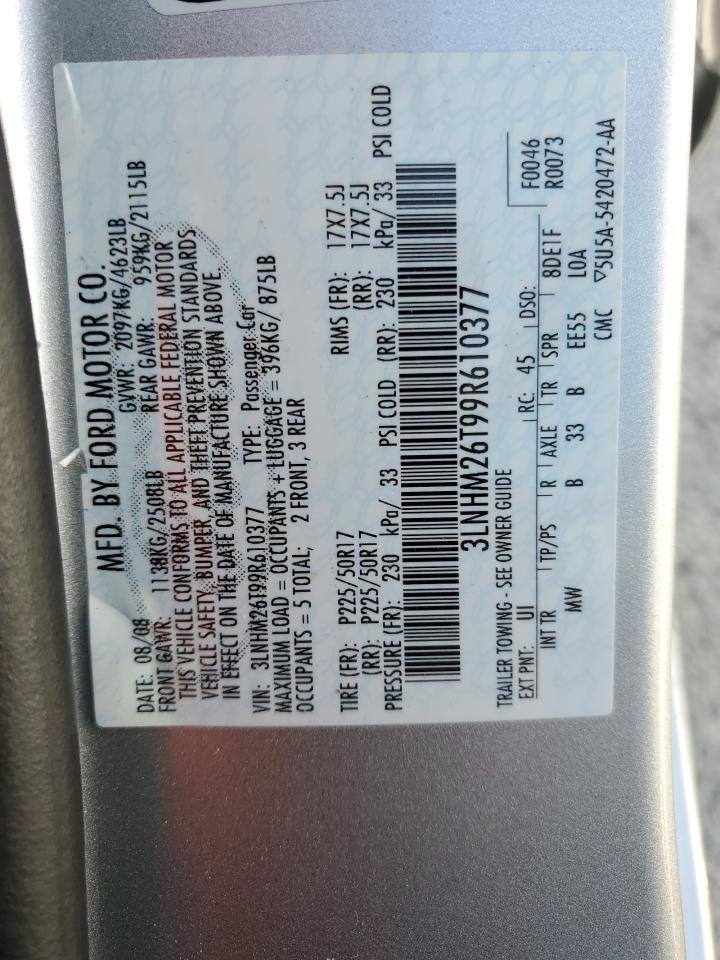 MFD. BY FORD MOTOR CO.
DATE: 08/08 GVWR: 2097KG/4623LB
FRONT GAWR: 1138KG/2508LB REAR GAWR: 959KG/2115LB
THIS VEHICLE CONFORMS TO ALL APPLICABLE FEDERAL MOTOR
VEHICLE SAFETY, BUMPER, AND THEFT PREVENTION STANDARDS
IN EFFECT ON THE DATE OF MANUFACTURE SHOWN ABOVE.
VIN: 3LNHM26T99R610377 TYPE: Passenger Car
MAXIMUM LOAD = OCCUPANTS + LUGGAGE = 396KG/ 875LB
OCCUPANTS = 5 TOTAL; 2 FRONT, 3 REAR
TIRE (FR): P225/50R17 RIMS (FR): 17X7.5J
(RR): P225/50R17 (RR): 17X7.5J
PRESSURE (FR): 230 kPa/ 33 PSI COLD (RR): 230 kPa/ 33 PSI COLD
3LNHM26T99R610377
TRAILER TOWING - SEE OWNER GUIDE F0046
EXT PNT: UI RC: 45 DSO: R0073
INT TR TP/PS R AXLE TR SPR 8DE1F
MW B 33 B EE55 L0A
CMC ▽5U5A-5420472-AA